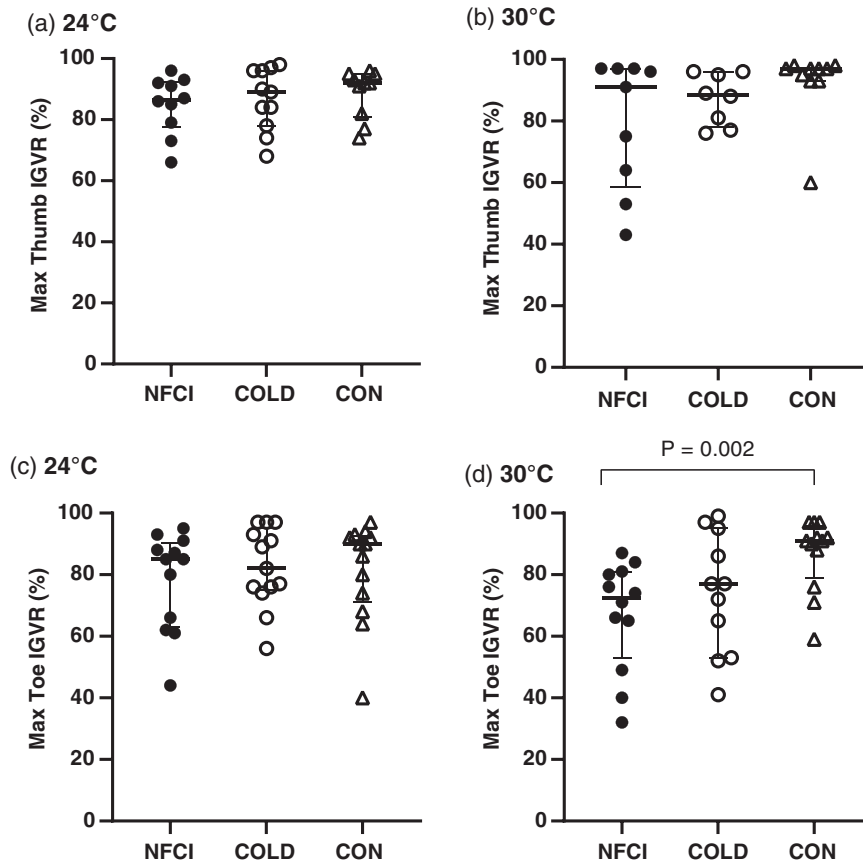 (a) 24°C
Max Thumb IGVR (%)
100
80
60
40
20
0
NFCI COLD CON
(b) 30°C
Max Thumb IGVR (%)
100
80
60
40
20
0
NFCI COLD CON
(c) 24°C
Max Toe IGVR (%)
100
80
60
40
20
0
NFCI COLD CON
(d) 30°C
P = 0.002
Max Toe IGVR (%)
100
80
60
40
20
0
NFCI COLD CON